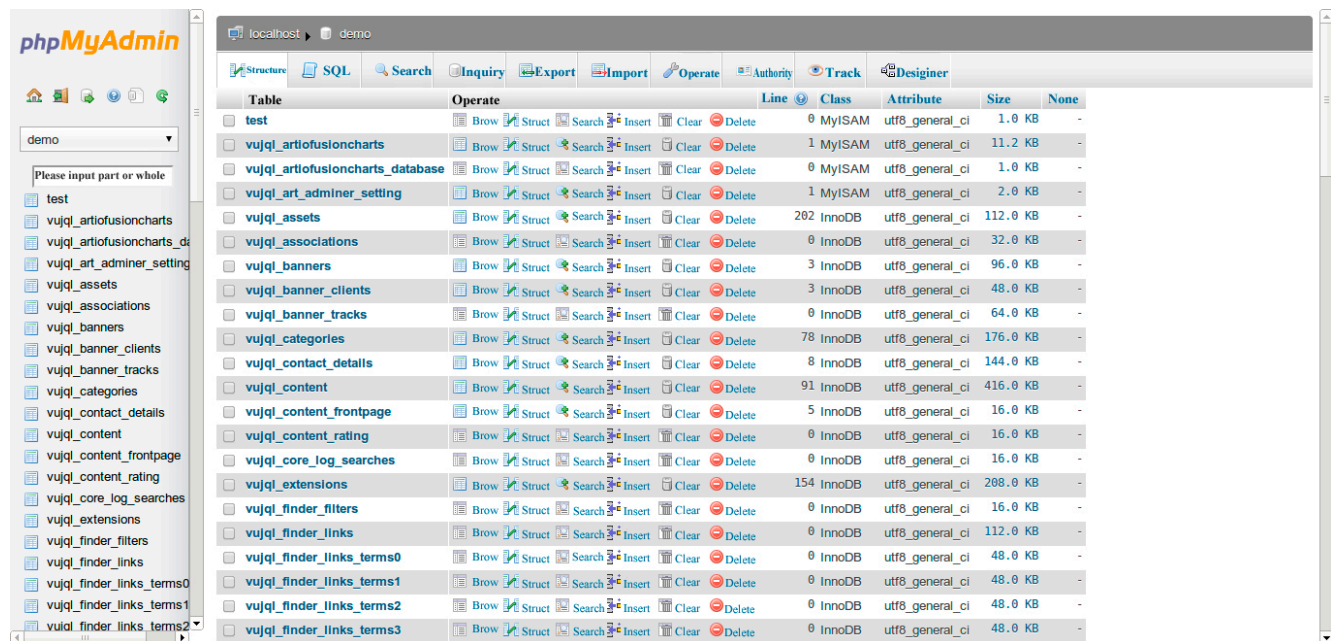 phpMyAdmin
demo
Please input part or whole
test
vujql_artiofusioncharts
vujql_artiofusioncharts_da
vujql_art_adminer_setting
vujql_assets
vujql_associations
vujql_banners
vujql_banner_clients
vujql_banner_tracks
vujql_categories
vujql_contact_details
vujql_content
vujql_content_frontpage
vujql_content_rating
vujql_core_log_searches
vujql_extensions
vujql_finder_filters
vujql_finder_links
vujql_finder_links_terms0
vujql_finder_links_terms1
vujql_finder_links_terms2
localhost demo
Structure SQL Search Inquiry Export Import Operate Authority Track Desiginer
Table Operate Line Class Attribute Size None
test Brow Struct Search Insert Clear Delete 0 MyISAM utf8_general_ci 1.0 KB -
vujql_artiofusioncharts Brow Struct Search Insert Clear Delete 1 MyISAM utf8_general_ci 11.2 KB -
vujql_artiofusioncharts_database Brow Struct Search Insert Clear Delete 0 MyISAM utf8_general_ci 1.0 KB -
vujql_art_adminer_setting Brow Struct Search Insert Clear Delete 1 MyISAM utf8_general_ci 2.0 KB -
vujql_assets Brow Struct Search Insert Clear Delete 202 InnoDB utf8_general_ci 112.0 KB -
vujql_associations Brow Struct Search Insert Clear Delete 0 InnoDB utf8_general_ci 32.0 KB -
vujql_banners Brow Struct Search Insert Clear Delete 3 InnoDB utf8_general_ci 96.0 KB -
vujql_banner_clients Brow Struct Search Insert Clear Delete 3 InnoDB utf8_general_ci 48.0 KB -
vujql_banner_tracks Brow Struct Search Insert Clear Delete 0 InnoDB utf8_general_ci 64.0 KB -
vujql_categories Brow Struct Search Insert Clear Delete 78 InnoDB utf8_general_ci 176.0 KB -
vujql_contact_details Brow Struct Search Insert Clear Delete 8 InnoDB utf8_general_ci 144.0 KB -
vujql_content Brow Struct Search Insert Clear Delete 91 InnoDB utf8_general_ci 416.0 KB -
vujql_content_frontpage Brow Struct Search Insert Clear Delete 5 InnoDB utf8_general_ci 16.0 KB -
vujql_content_rating Brow Struct Search Insert Clear Delete 0 InnoDB utf8_general_ci 16.0 KB -
vujql_core_log_searches Brow Struct Search Insert Clear Delete 0 InnoDB utf8_general_ci 16.0 KB -
vujql_extensions Brow Struct Search Insert Clear Delete 154 InnoDB utf8_general_ci 208.0 KB -
vujql_finder_filters Brow Struct Search Insert Clear Delete 0 InnoDB utf8_general_ci 16.0 KB -
vujql_finder_links Brow Struct Search Insert Clear Delete 0 InnoDB utf8_general_ci 112.0 KB -
vujql_finder_links_terms0 Brow Struct Search Insert Clear Delete 0 InnoDB utf8_general_ci 48.0 KB -
vujql_finder_links_terms1 Brow Struct Search Insert Clear Delete 0 InnoDB utf8_general_ci 48.0 KB -
vujql_finder_links_terms2 Brow Struct Search Insert Clear Delete 0 InnoDB utf8_general_ci 48.0 KB -
vujql_finder_links_terms3 Brow Struct Search Insert Clear Delete 0 InnoDB utf8_general_ci 48.0 KB -